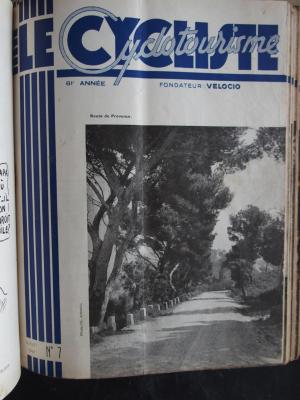 LE CYCLISTE
Cyclotourisme
61e ANNÉE
FONDATEUR VELOCIO
Route de Provence.
N° 7